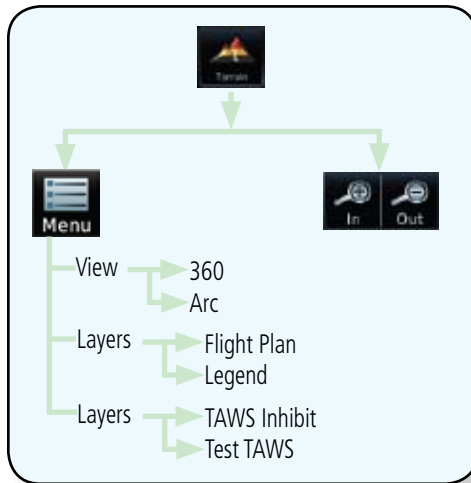 Terrain
Menu
In Out
View
360
Arc
Layers
Flight Plan
Legend
Layers
TAWS Inhibit
Test TAWS